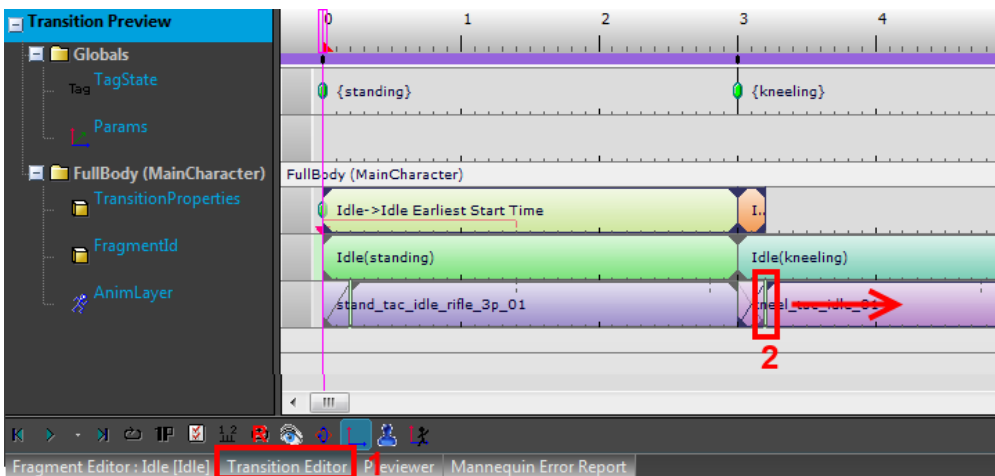 Transition Preview
0 1 2 3 4
Globals
Tag TagState
{standing} {kneeling}
Params
FullBody (MainCharacter)
FullBody (MainCharacter)
TransitionProperties
Idle->Idle Earliest Start Time
I..
FragmentId
Idle(standing) Idle(kneeling)
AnimLayer
stand_tac_idle_rifle_3p_01
kneel_tac_idle_01
2
1P
Fragment Editor : Idle [Idle] Transition Editor 1 Previewer Mannequin Error Report